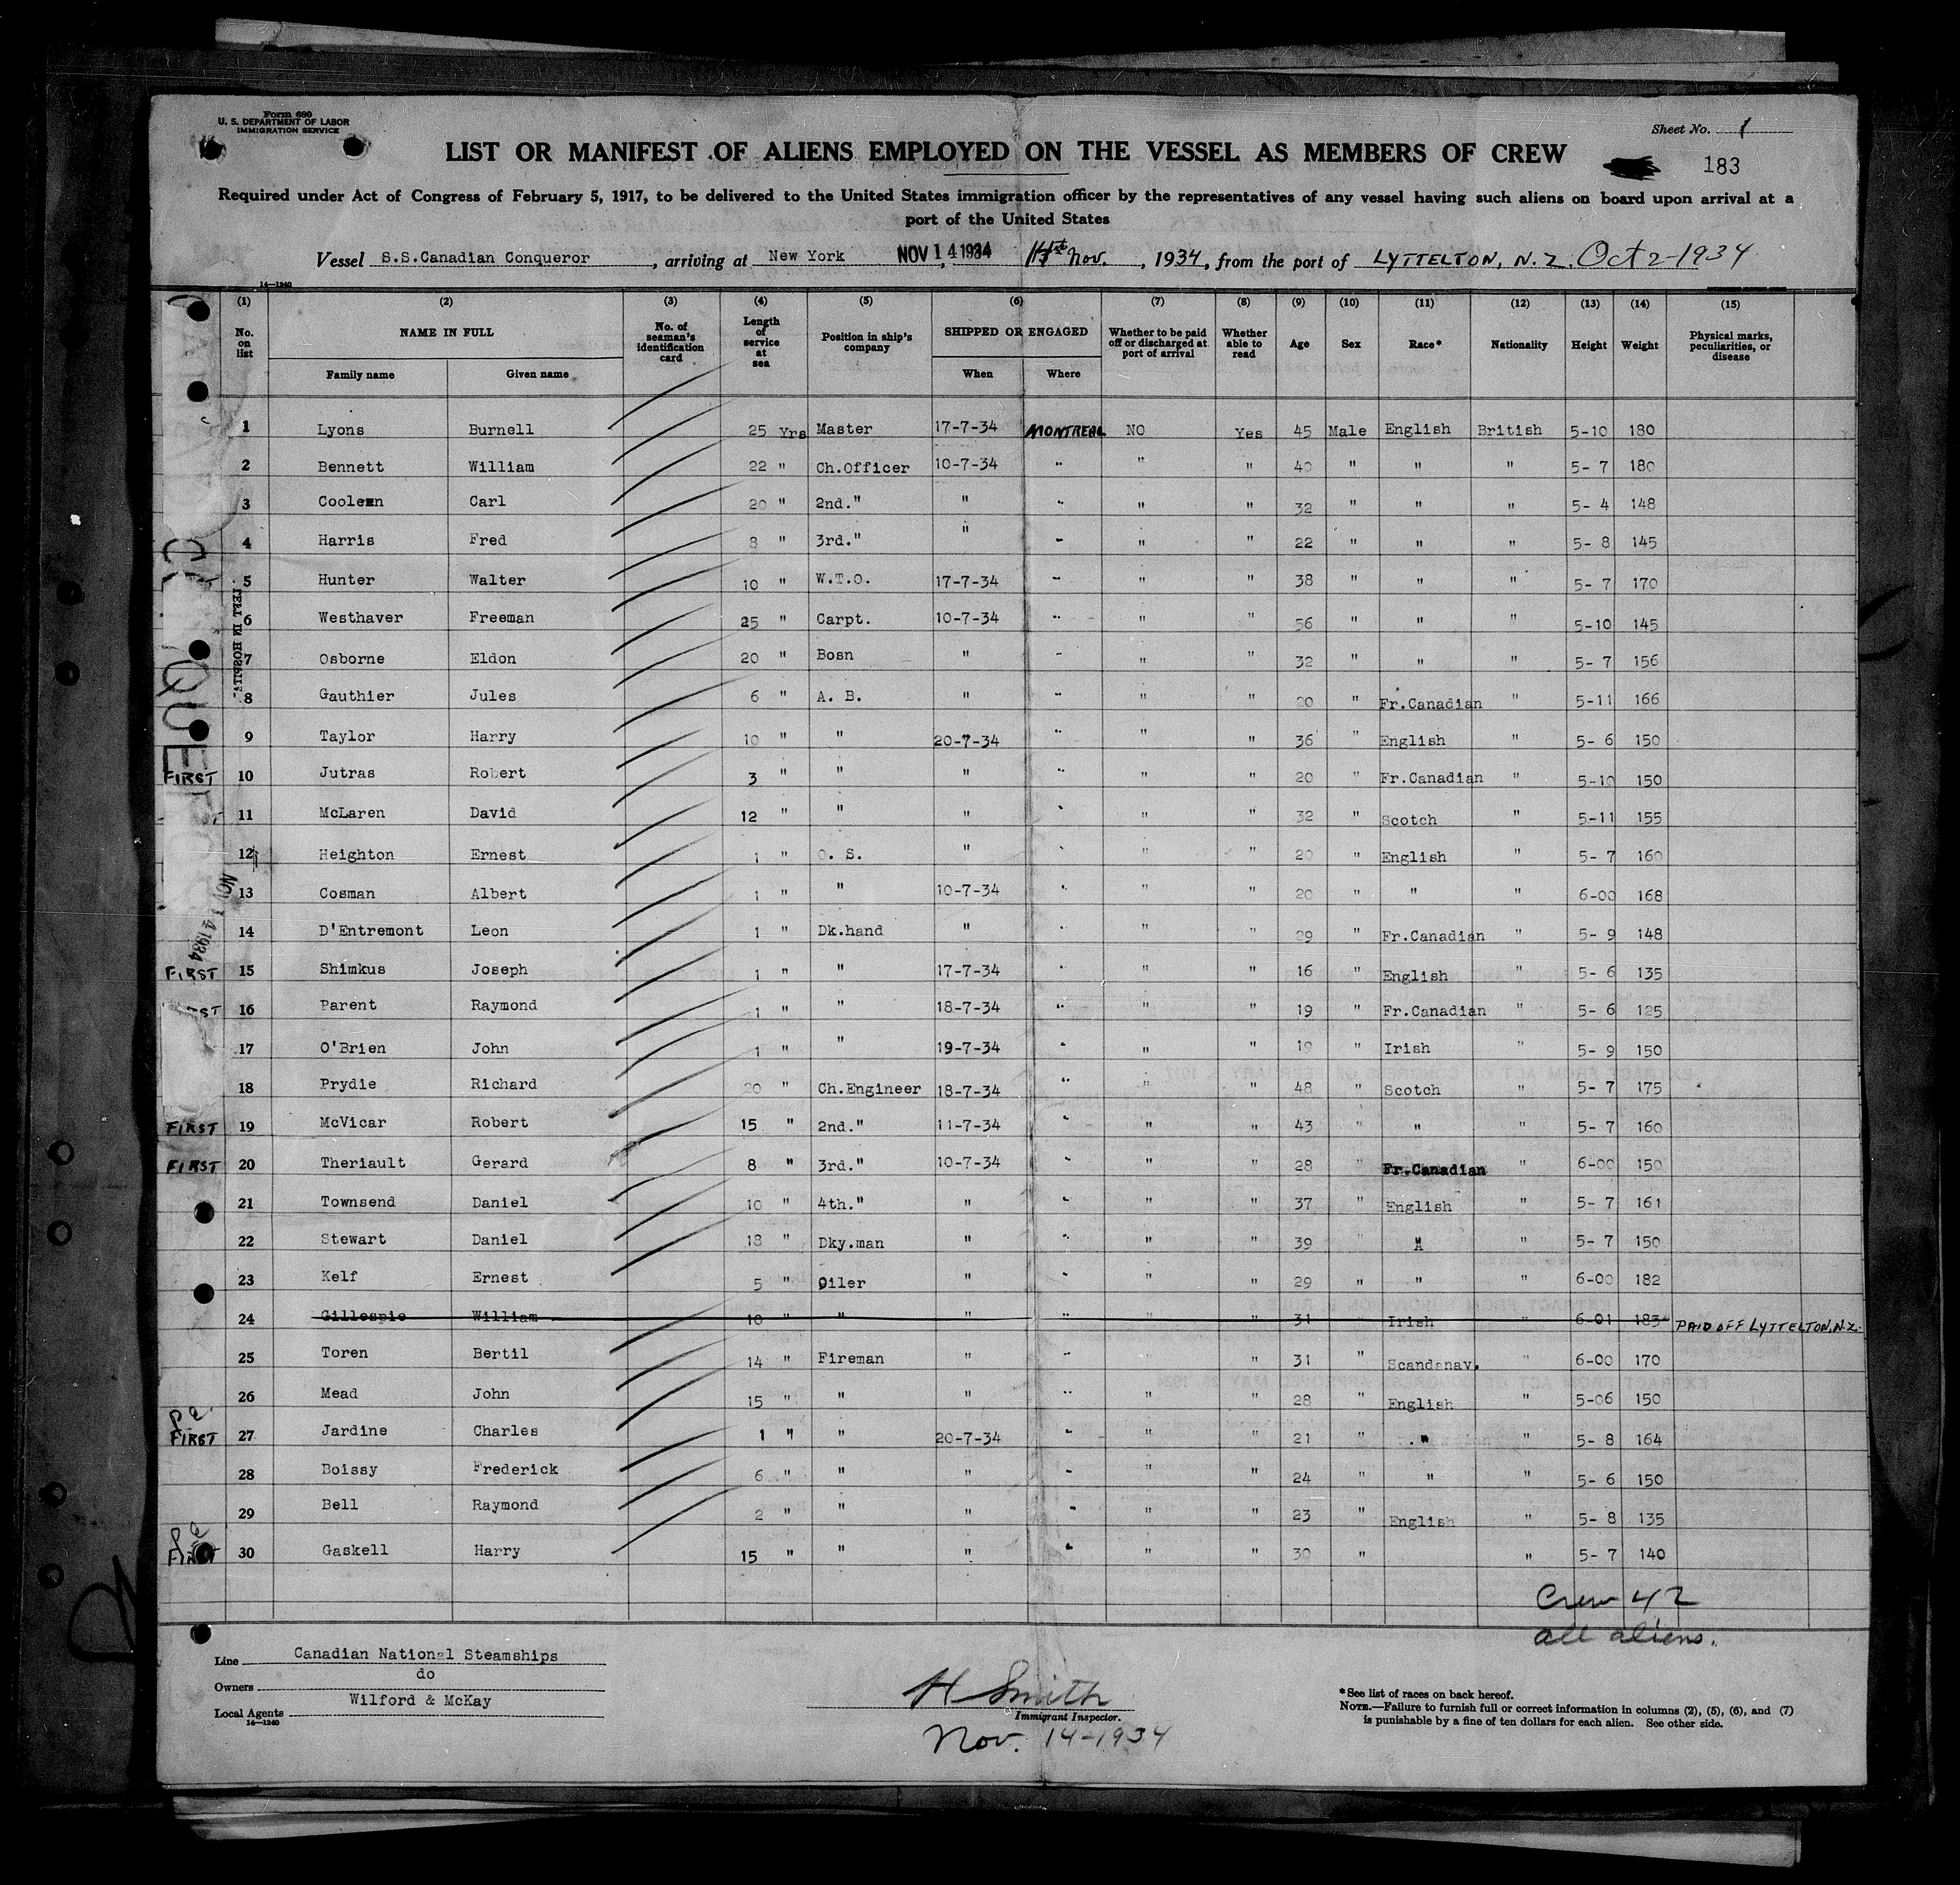 Form 680
U. S. DEPARTMENT OF LABOR
IMMIGRATION SERVICE
Sheet No. 1
183
LIST OR MANIFEST OF ALIENS EMPLOYED ON THE VESSEL AS MEMBERS OF CREW
Required under Act of Congress of February 5, 1917, to be delivered to the United States immigration officer by the representatives of any vessel having such aliens on board upon arrival at a
port of the United States
Vessel S.S.Canadian Conqueror, arriving at New York NOV 14 1934 Nov., 1934, from the port of LYTTELTON, N.Z. Oct 2-1934
14—1240
(1) (2) (3) (4) (5) (6) (7) (8) (9) (10) (11) (12) (13) (14) (15)
No. on list NAME IN FULL Family name Given name No. of seaman's identification card Length of service at sea Position in ship's company SHIPPED OR ENGAGED When Where Whether to be paid off or discharged at port of arrival Whether able to read Age Sex Race* Nationality Height Weight Physical marks, peculiarities, or disease
1 Lyons Burnell 25 Yrs Master 17-7-34 MONTREAL NO Yes 45 Male English British 5-10 180
2 Bennett William 22 " Ch.Officer 10-7-34 " " " 40 " " " 5- 7 180
3 Coolen Carl 20 " 2nd." " " " " 32 " " " 5- 4 148
4 Harris Fred 8 " 3rd." " " " " 22 " " " 5- 8 145
5 Hunter Walter 10 " W.T.O. 17-7-34 " " " 38 " " " 5- 7 170
6 Westhaver Freeman 25 " Carpt. 10-7-34 " " " 56 " " " 5-10 145
7 Osborne Eldon 20 " Bosn " " " " 32 " " " 5- 7 156
8 Gauthier Jules 6 " A. B. " " " " 20 " Fr.Canadian " 5-11 166
9 Taylor Harry 10 " " 20-7-34 " " " 36 " English " 5- 6 150
FIRST 10 Jutras Robert 3 " " " " " " 20 " Fr.Canadian " 5-10 150
11 McLaren David 12 " " " " " " 32 " Scotch " 5-11 155
12 Heighton Ernest 1 " O. S. " " " " 20 " English " 5- 7 160
13 Cosman Albert 1 " " 10-7-34 " " " 20 " " " 6-00 168
14 D'Entremont Leon 1 " Dk.hand " " " " 29 " Fr.Canadian " 5- 9 148
FIRST 15 Shimkus Joseph 1 " " 17-7-34 " " " 16 " English " 5- 6 135
16 Parent Raymond 1 " " 18-7-34 " " " 19 " Fr.Canadian " 5- 6 125
17 O'Brien John 1 " " 19-7-34 " " " 19 " Irish " 5- 9 150
18 Prydie Richard 20 " Ch.Engineer 18-7-34 " " " 48 " Scotch " 5- 7 175
FIRST 19 McVicar Robert 15 " 2nd." 11-7-34 " " " 43 " " " 5- 7 160
FIRST 20 Theriault Gerard 8 " 3rd." 10-7-34 " " " 28 " Fr.Canadian " 6-00 150
21 Townsend Daniel 10 " 4th." " " " " 37 " English " 5- 7 161
22 Stewart Daniel 18 " Dky.man " " " " 39 " " " 5- 7 150
23 Kelf Ernest 5 " Oiler " " " " 29 " " " 6-00 182
24 Gillespie William 10 " " " " " " 31 " Irish " 6-01 183 PAID OFF LYTTELTON, N.Z.
25 Toren Bertil 14 " Fireman " " " " 31 " Scandanav. " 6-00 170
26 Mead John 15 " " " " " " 28 " English " 5-06 150
FIRST 27 Jardine Charles 1 " " 20-7-34 " " " 21 " " " 5- 8 164
28 Boissy Frederick 6 " " " " " " 24 " " " 5- 6 150
29 Bell Raymond 2 " " " " " " 23 " English " 5- 8 135
FIRST 30 Gaskell Harry 15 " " " " " " 30 " " 5- 7 140
LEFT IN HOSPITAL
NOV 14 1934
Crew 42
all aliens.
Line Canadian National Steamships
Owners do
Local Agents Wilford & McKay
14—1240
H Smith
Immigrant Inspector.
Nov. 14-1934
*See list of races on back hereof.
NOTE.—Failure to furnish full or correct information in columns (2), (5), (6), and (7)
is punishable by a fine of ten dollars for each alien. See other side.